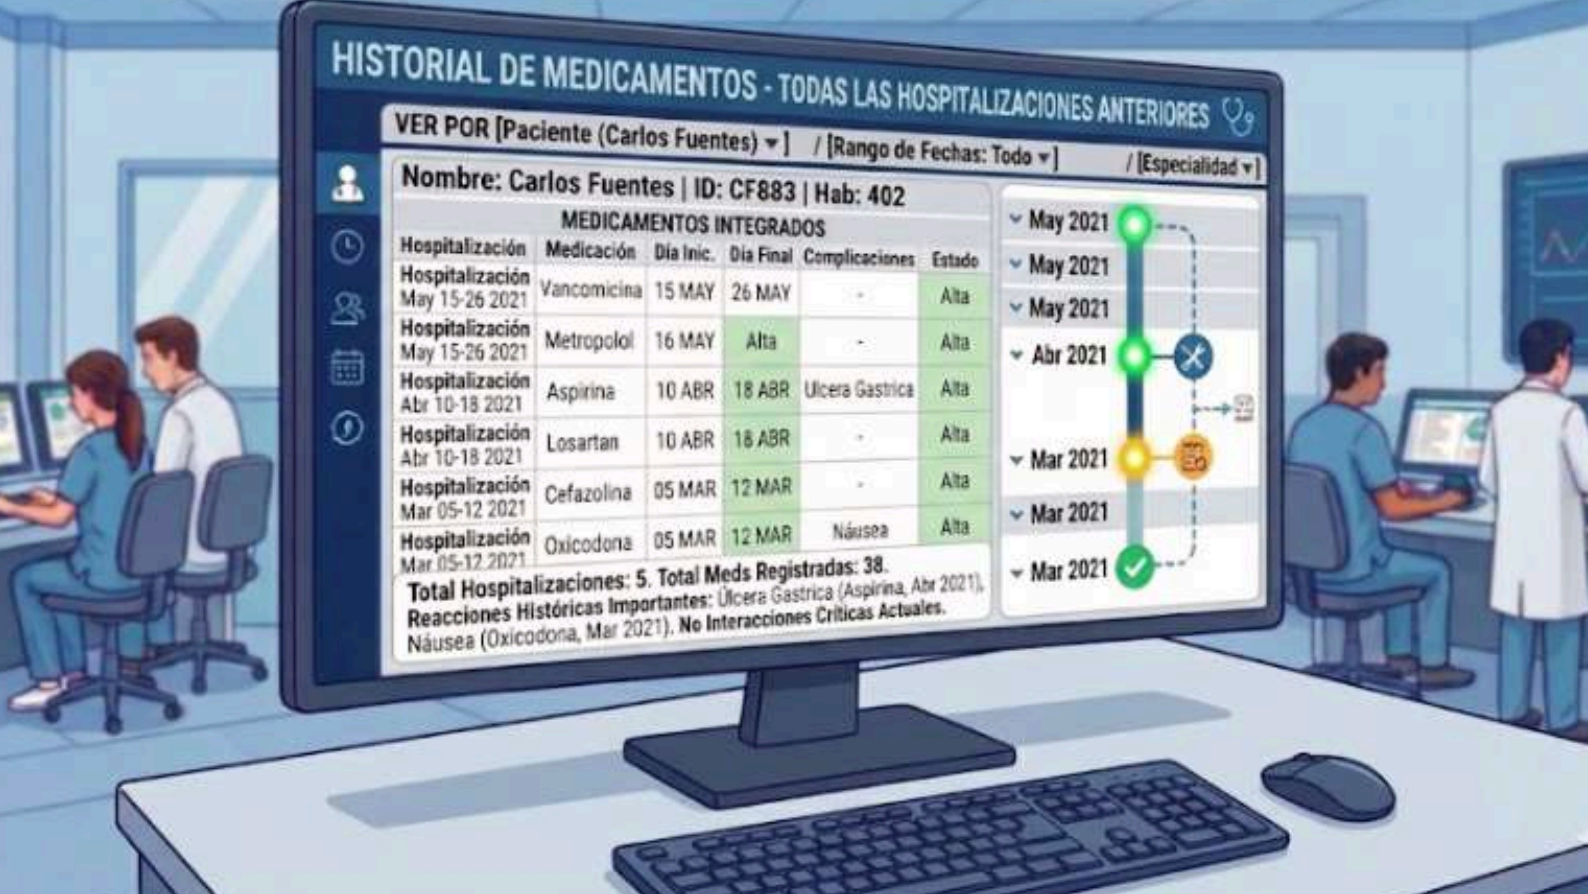 HISTORIAL DE MEDICAMENTOS - TODAS LAS HOSPITALIZACIONES ANTERIORES
VER POR [Paciente (Carlos Fuentes) ▾] / [Rango de Fechas: Todo ▾] / [Especialidad ▾]
Nombre: Carlos Fuentes | ID: CF883 | Hab: 402
MEDICAMENTOS INTEGRADOS
Hospitalización Medicación Día Inic. Día Final Complicaciones Estado
Hospitalización
May 15-26 2021 Vancomicina 15 MAY 26 MAY - Alta
Hospitalización
May 15-26 2021 Metropolol 16 MAY Alta - Alta
Hospitalización
Abr 10-18 2021 Aspirina 10 ABR 18 ABR Ulcera Gastrica Alta
Hospitalización
Abr 10-18 2021 Losartan 10 ABR 18 ABR - Alta
Hospitalización
Mar 05-12 2021 Cefazolina 05 MAR 12 MAR - Alta
Hospitalización
Mar 05-12 2021 Oxicodona 05 MAR 12 MAR Náusea Alta
Total Hospitalizaciones: 5. Total Meds Registradas: 38.
Reacciones Históricas Importantes: Úlcera Gastrica (Aspirina, Abr 2021),
Náusea (Oxicodona, Mar 2021). No Interacciones Críticas Actuales.
May 2021
May 2021
May 2021
Abr 2021
Mar 2021
Mar 2021
Mar 2021